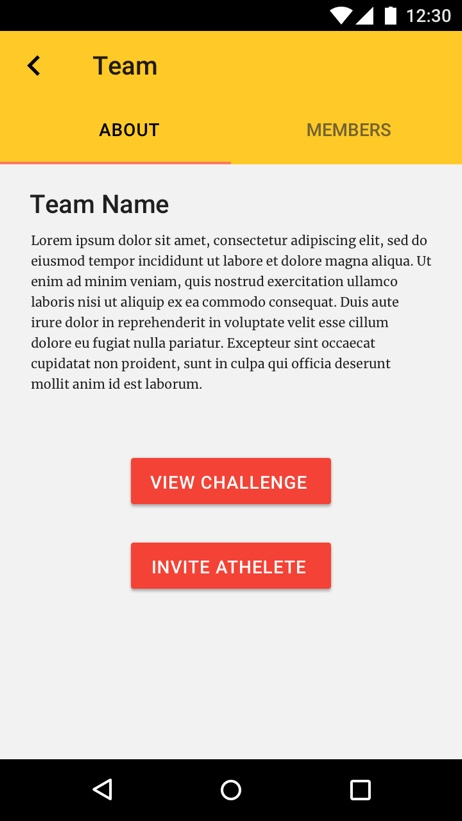 12:30
Team
ABOUT
MEMBERS
Team Name
Lorem ipsum dolor sit amet, consectetur adipiscing elit, sed do
eiusmod tempor incididunt ut labore et dolore magna aliqua. Ut
enim ad minim veniam, quis nostrud exercitation ullamco
laboris nisi ut aliquip ex ea commodo consequat. Duis aute
irure dolor in reprehenderit in voluptate velit esse cillum
dolore eu fugiat nulla pariatur. Excepteur sint occaecat
cupidatat non proident, sunt in culpa qui officia deserunt
mollit anim id est laborum.
VIEW CHALLENGE
INVITE ATHELETE